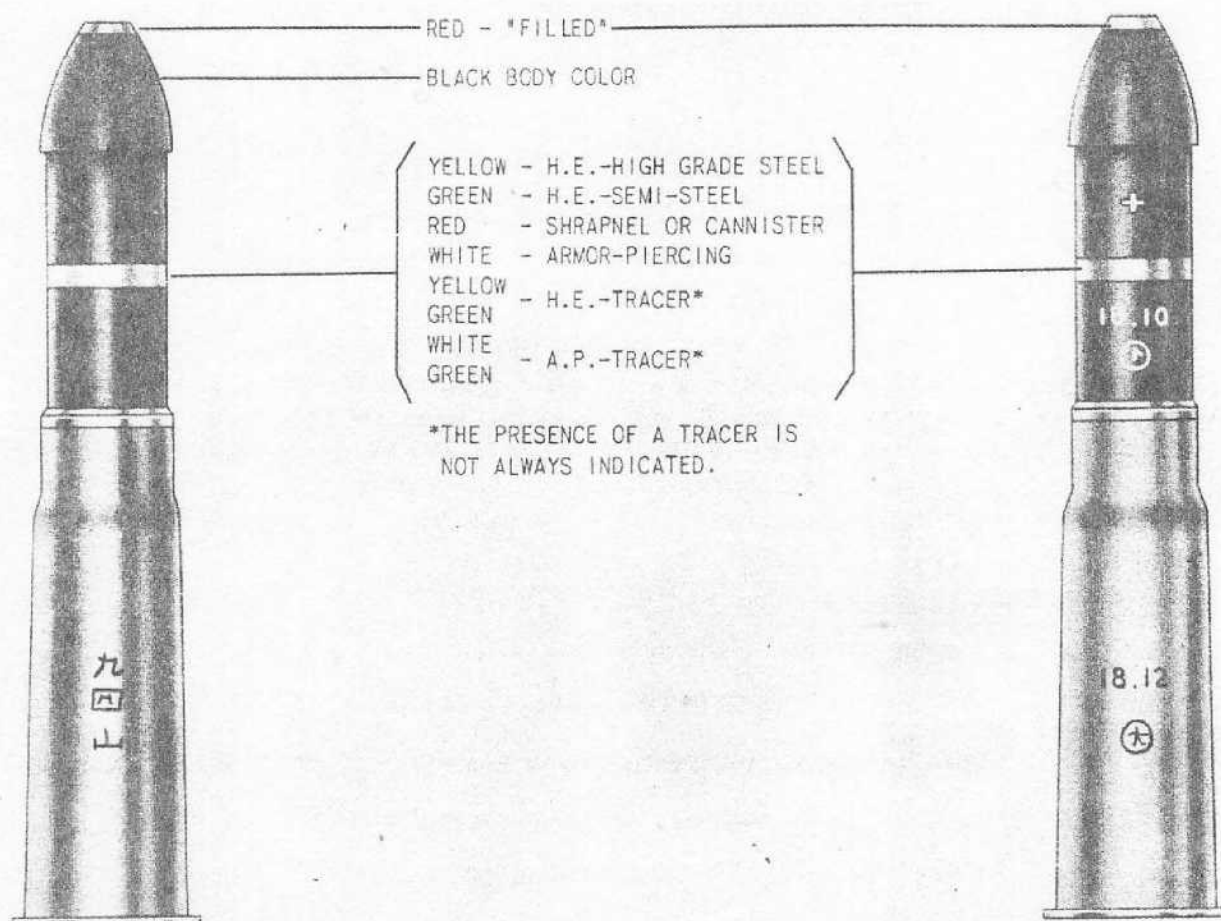 RED - "FILLED"
BLACK BODY COLOR
YELLOW - H.E.-HIGH GRADE STEEL
GREEN - H.E.-SEMI-STEEL
RED - SHRAPNEL OR CANNISTER
WHITE - ARMOR-PIERCING
YELLOW
GREEN - H.E.-TRACER*
WHITE
GREEN - A.P.-TRACER*
*THE PRESENCE OF A TRACER IS
NOT ALWAYS INDICATED.
九
四
上
+
.10
18.12
大